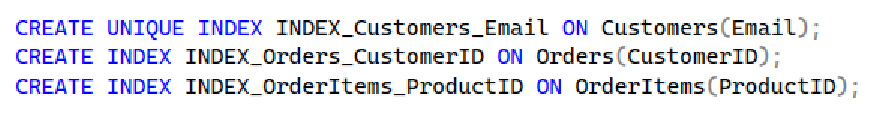 CREATE UNIQUE INDEX INDEX_Customers_Email ON Customers(Email);
CREATE INDEX INDEX_Orders_CustomerID ON Orders(CustomerID);
CREATE INDEX INDEX_OrderItems_ProductID ON OrderItems(ProductID);